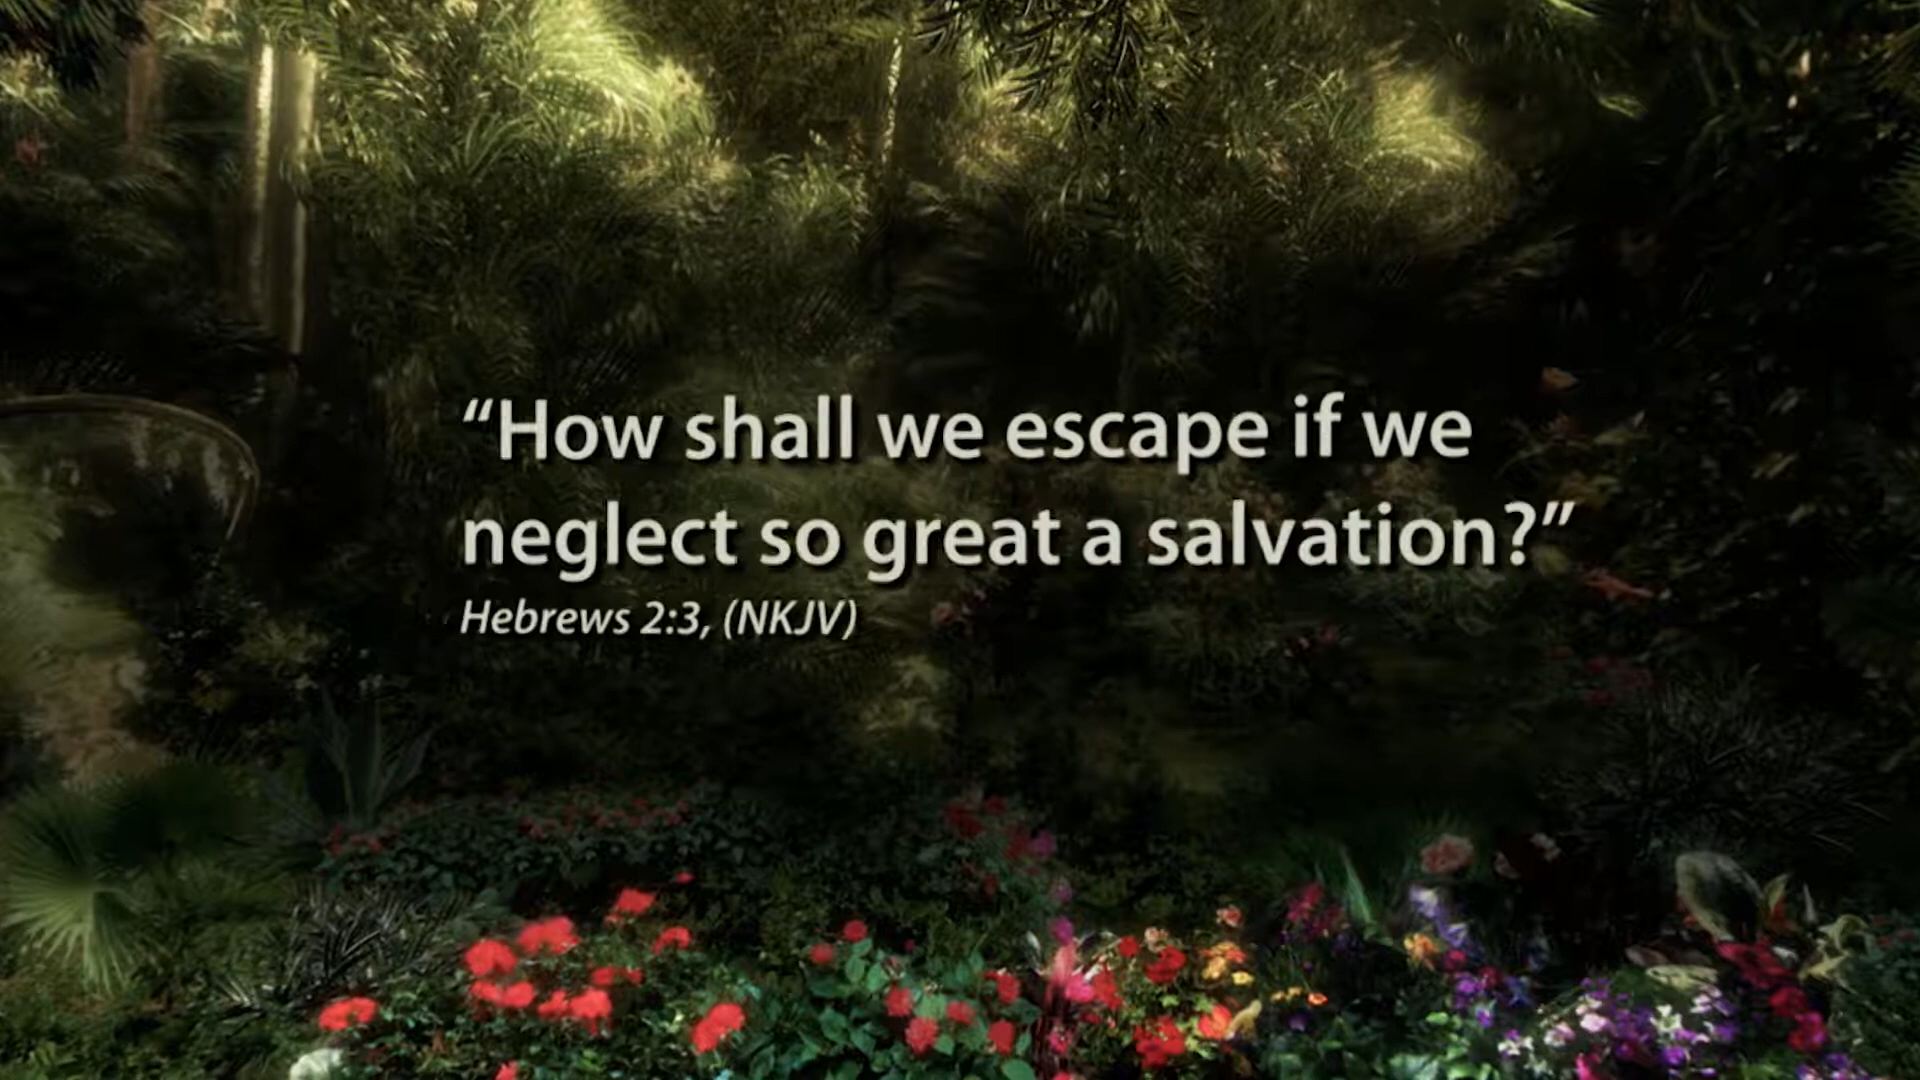 “How shall we escape if we
neglect so great a salvation?”
Hebrews 2:3, (NKJV)